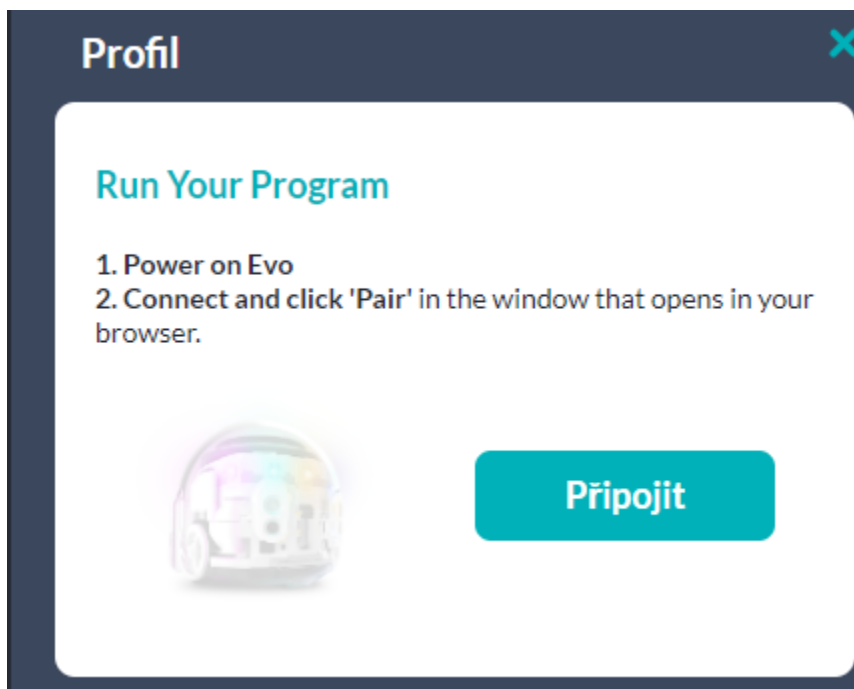 Profil
Run Your Program
1. Power on Evo
2. Connect and click 'Pair' in the window that opens in your
browser.
Připojit